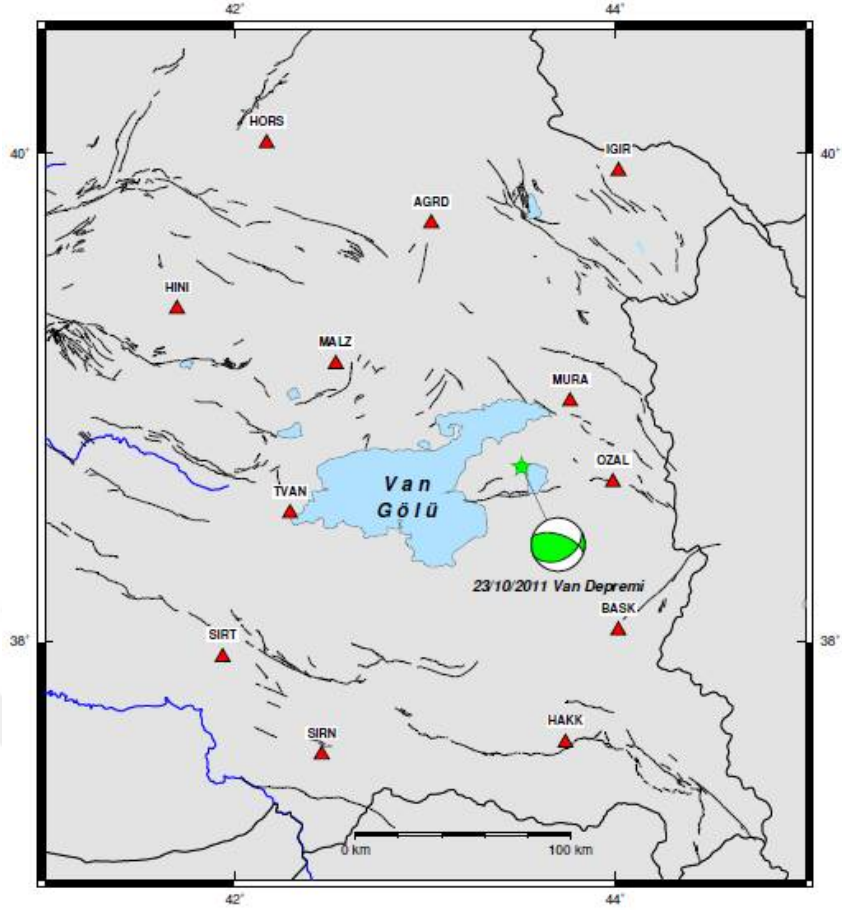 42°
44°
HORS
40°
IGIR
40°
AGRD
HINI
MALZ
MURA
OZAL
Van
Gölü
TVAN
23/10/2011 Van Depremi
BASK
38°
SIRT
38°
HAKK
SIRN
0 km
100 km
42°
44°